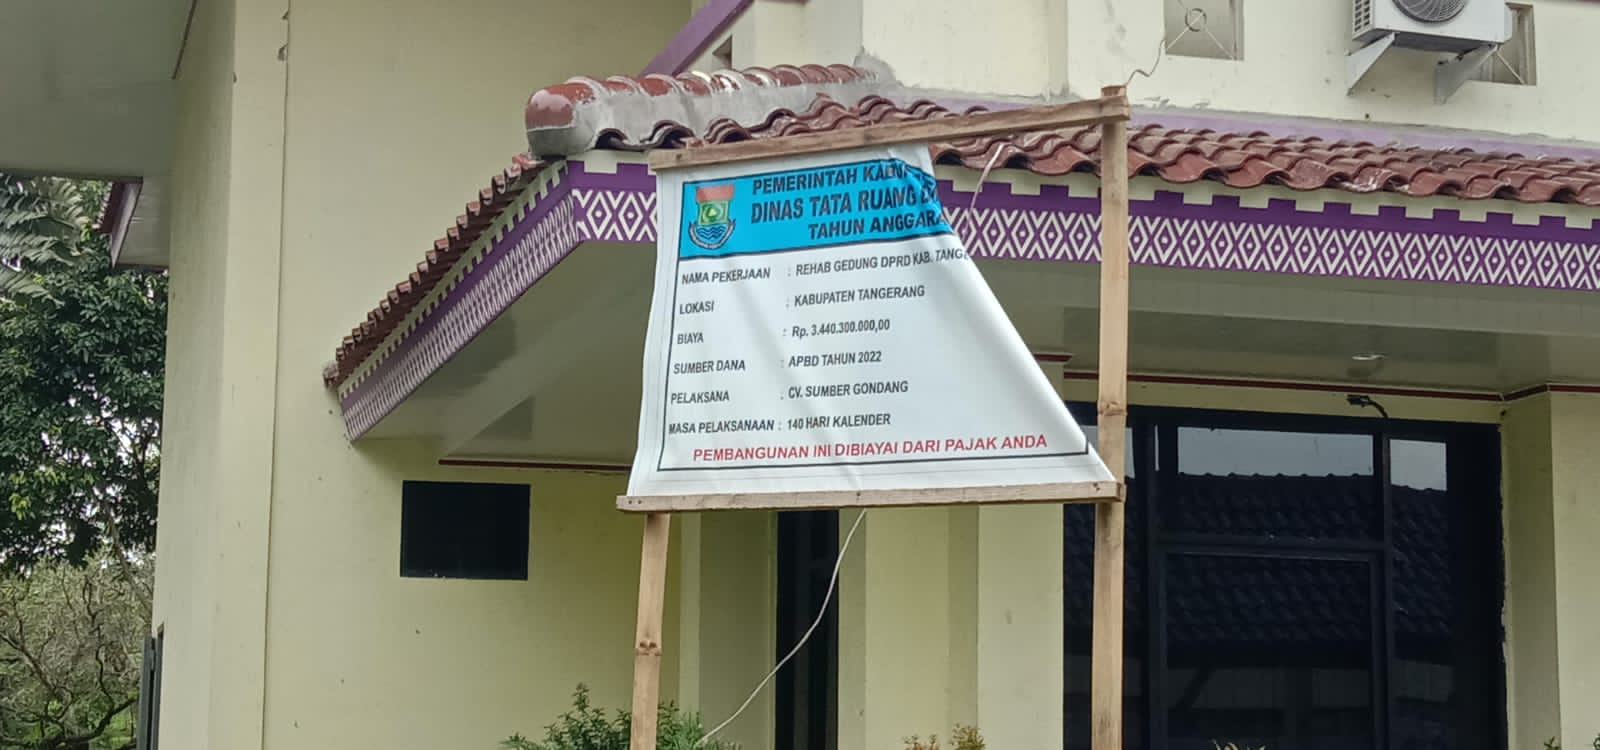 PEMERINTAH
DINAS TATA RUANG
TAHUN
NAMA PEKERJAAN : REHAB GEDUNG DPRD KAB.
LOKASI : KABUPATEN TANGERANG
BIAYA : Rp. 3.440.300.000,00
SUMBER DANA : APBD TAHUN 2022
PELAKSANA : CV. SUMBER GONDANG
MASA PELAKSANAAN : 140 HARI KALENDER
PEMBANGUNAN INI DIBIAYAI DARI PAJAK ANDA